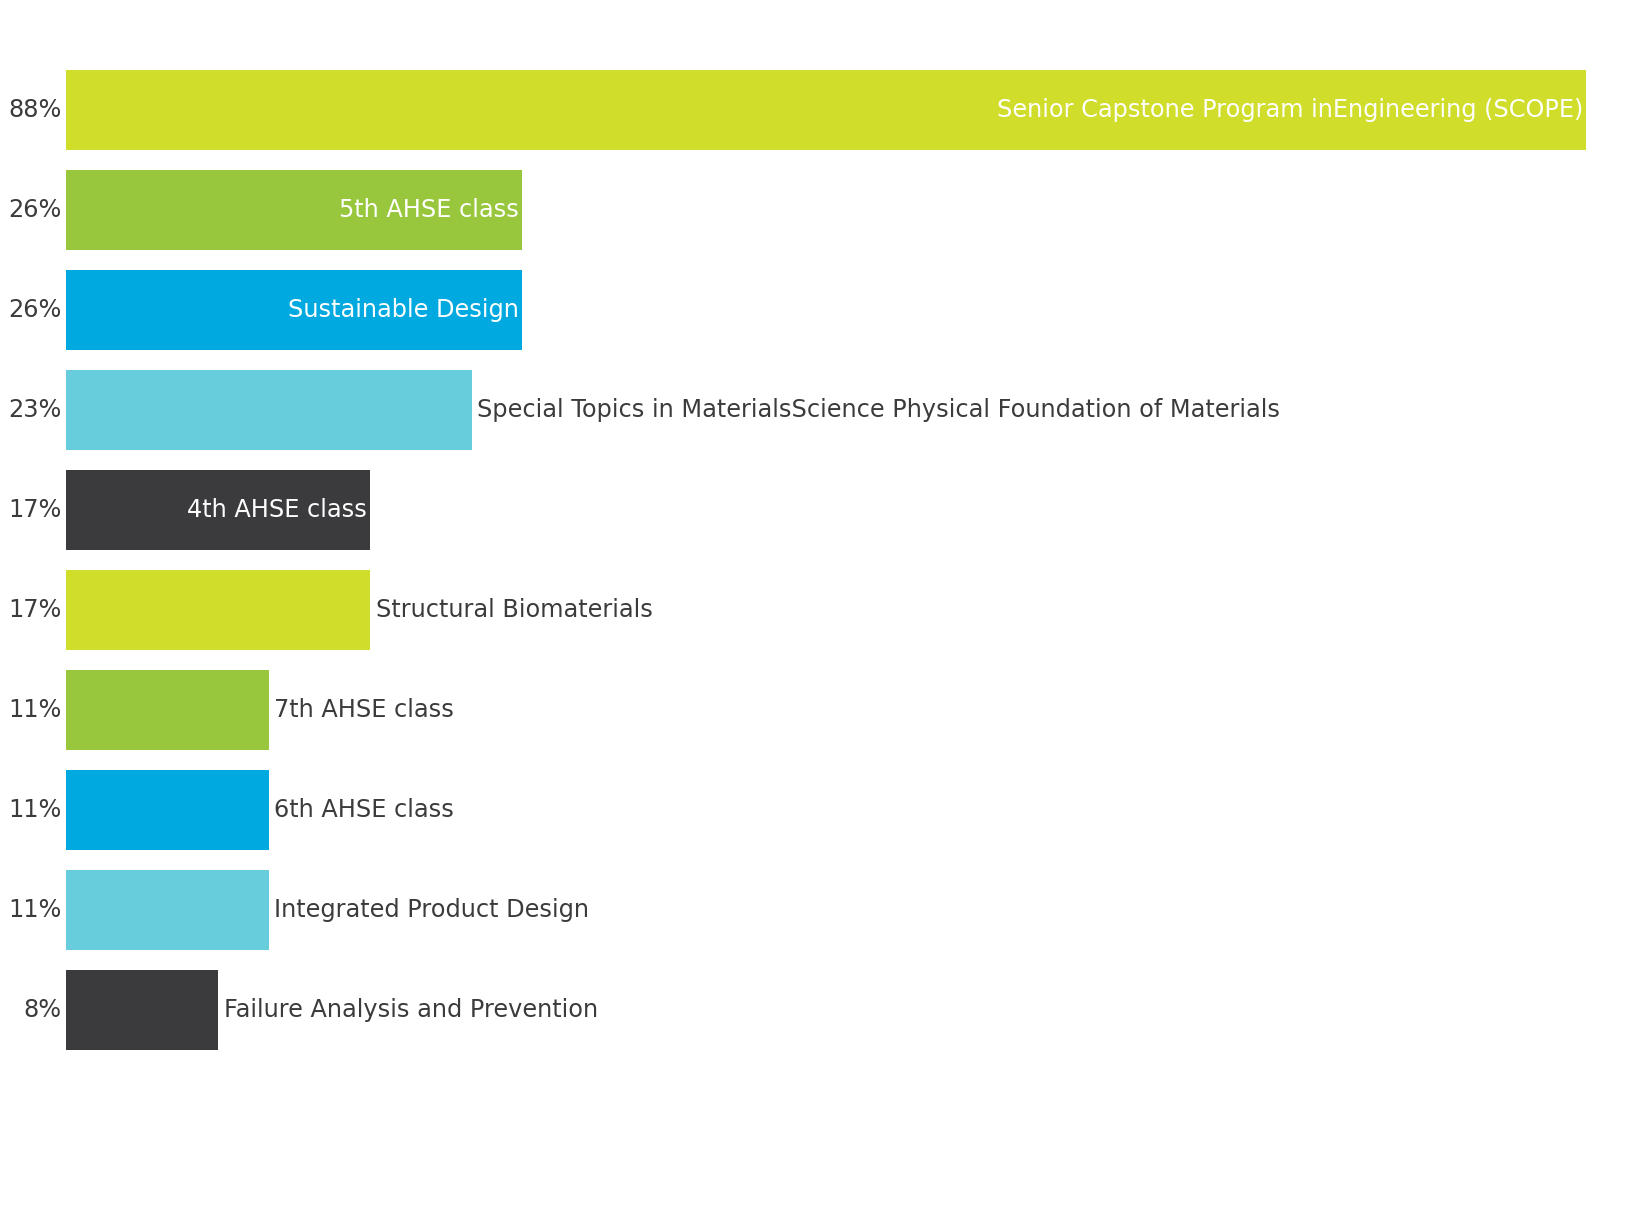 88% Senior Capstone Program inEngineering (SCOPE)
26% 5th AHSE class
26% Sustainable Design
23% Special Topics in MaterialsScience Physical Foundation of Materials
17% 4th AHSE class
17% Structural Biomaterials
11% 7th AHSE class
11% 6th AHSE class
11% Integrated Product Design
8% Failure Analysis and Prevention